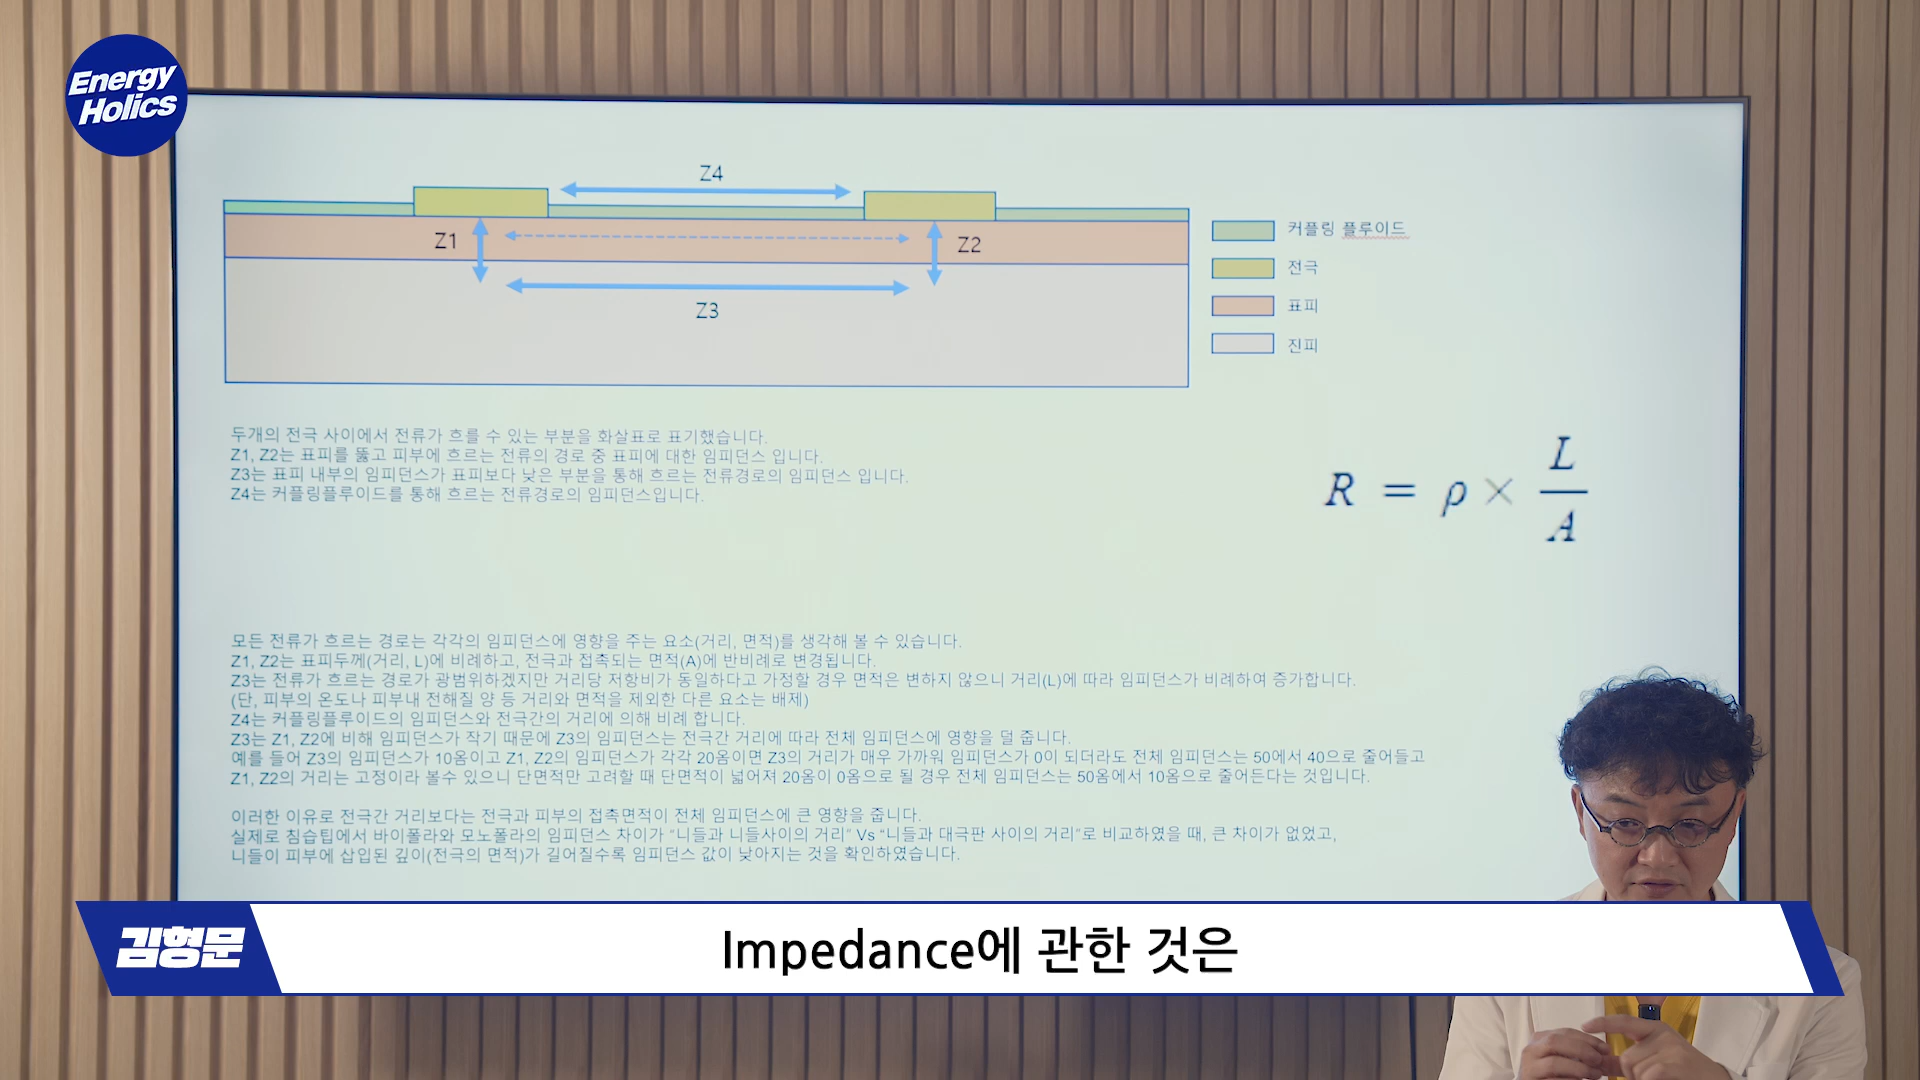 Energy
Holics
Z4
Z1
Z2
Z3
커플링 플루이드
전극
표피
진피
두개의 전극 사이에서 전류가 흐를 수 있는 부분을 화살표로 표기했습니다.
Z1, Z2는 표피를 뚫고 피부에 흐르는 전류의 경로 중 표피에 대한 임피던스 입니다.
Z3는 표피 내부의 임피던스가 표피보다 낮은 부분을 통해 흐르는 전류경로의 임피던스 입니다.
Z4는 커플링플루이드를 통해 흐르는 전류경로의 임피던스입니다.
R = ρ × L/A
모든 전류가 흐르는 경로는 각각의 임피던스에 영향을 주는 요소(거리, 면적)를 생각해 볼 수 있습니다.
Z1, Z2는 표피두께(거리, L)에 비례하고, 전극과 접촉되는 면적(A)에 반비례로 변경됩니다.
Z3는 전류가 흐르는 경로가 광범위하겠지만 거리당 저항비가 동일하다고 가정할 경우 면적은 변하지 않으니 거리(L)에 따라 임피던스가 비례하여 증가합니다.
(단, 피부의 온도나 피부내 전해질 양 등 거리와 면적을 제외한 다른 요소는 배제)
Z4는 커플링플루이드의 임피던스와 전극간의 거리에 의해 비례 합니다.
Z3는 Z1, Z2에 비해 임피던스가 작기 때문에 Z3의 임피던스는 전극간 거리에 따라 전체 임피던스에 영향을 덜 줍니다.
예를 들어 Z3의 임피던스가 10옴이고 Z1, Z2의 임피던스가 각각 20옴이면 Z3의 거리가 매우 가까워 임피던스가 0이 되더라도 전체 임피던스는 50에서 40으로 줄어들고
Z1, Z2의 거리는 고정이라 볼수 있으니 단면적만 고려할 때 단면적이 넓어져 20옴이 0옴으로 될 경우 전체 임피던스는 50옴에서 10옴으로 줄어든다는 것입니다.
이러한 이유로 전극간 거리보다는 전극과 피부의 접촉면적이 전체 임피던스에 큰 영향을 줍니다.
실제로 침습팁에서 바이폴라와 모노폴라의 임피던스 차이가 "니들과 니들사이의 거리" Vs "니들과 대극판 사이의 거리"로 비교하였을 때, 큰 차이가 없었고,
니들이 피부에 삽입된 깊이(전극의 면적)가 길어질수록 임피던스 값이 낮아지는 것을 확인하였습니다.
김형문
Impedance에 관한 것은